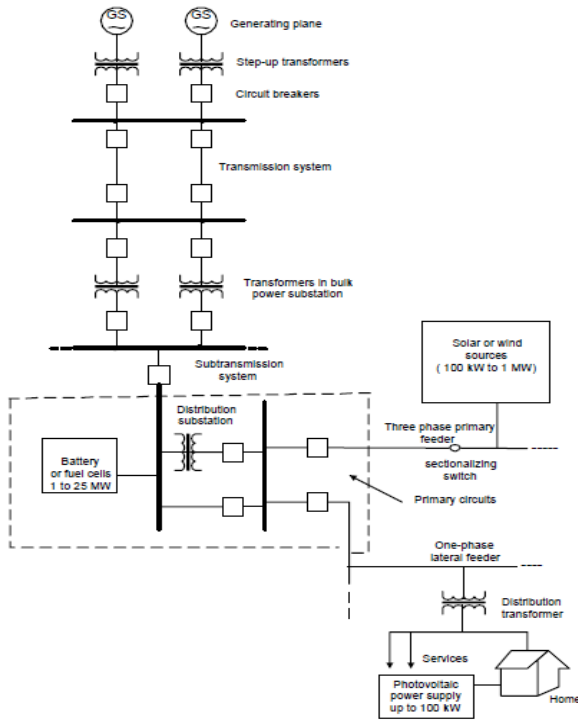 GS
GS
Generating plane
Step-up transformers
Circuit breakers
Transmission system
Transformers in bulk
power substation
Solar or wind
sources
( 100 kW to 1 MW)
Subtransmission
system
Distribution
substation
Three phase primary
feeder
Battery
or fuel cells
1 to 25 MW
sectionalizing
switch
Primary circuits
One-phase
lateral feeder
Distribution
transformer
Services
Photovoltaic
power supply
up to 100 kW
Home